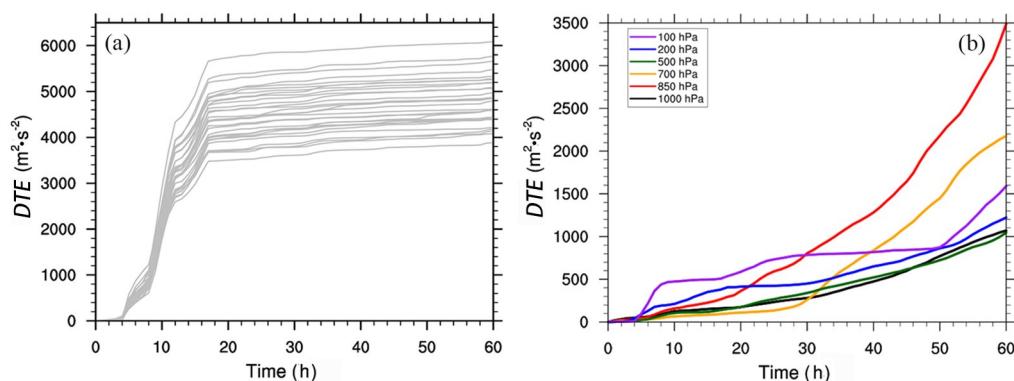 (a)
6000
5000
4000
3000
2000
1000
0
DTE (m²•s⁻²)
0 10 20 30 40 50 60
Time (h)
(b)
3500
3000
2500
2000
1500
1000
500
0
DTE (m²•s⁻²)
100 hPa
200 hPa
500 hPa
700 hPa
850 hPa
1000 hPa
0 10 20 30 40 50 60
Time (h)